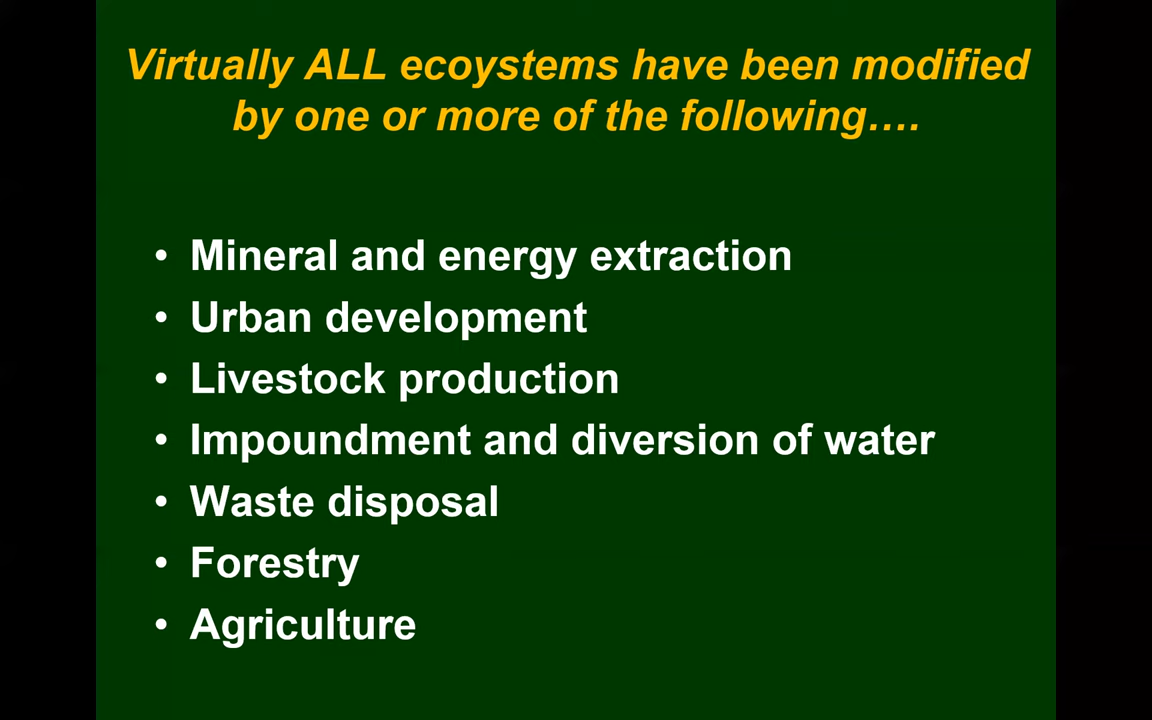 Virtually ALL ecoystems have been modified
by one or more of the following….
• Mineral and energy extraction
• Urban development
• Livestock production
• Impoundment and diversion of water
• Waste disposal
• Forestry
• Agriculture